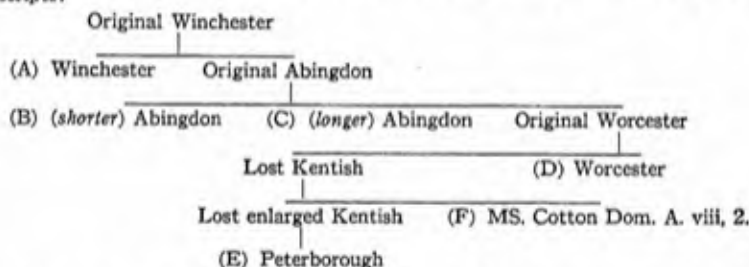 Original Winchester
(A) Winchester Original Abingdon
(B) (shorter) Abingdon (C) (longer) Abingdon Original Worcester
Lost Kentish (D) Worcester
Lost enlarged Kentish (F) MS. Cotton Dom. A. viii, 2.
(E) Peterborough